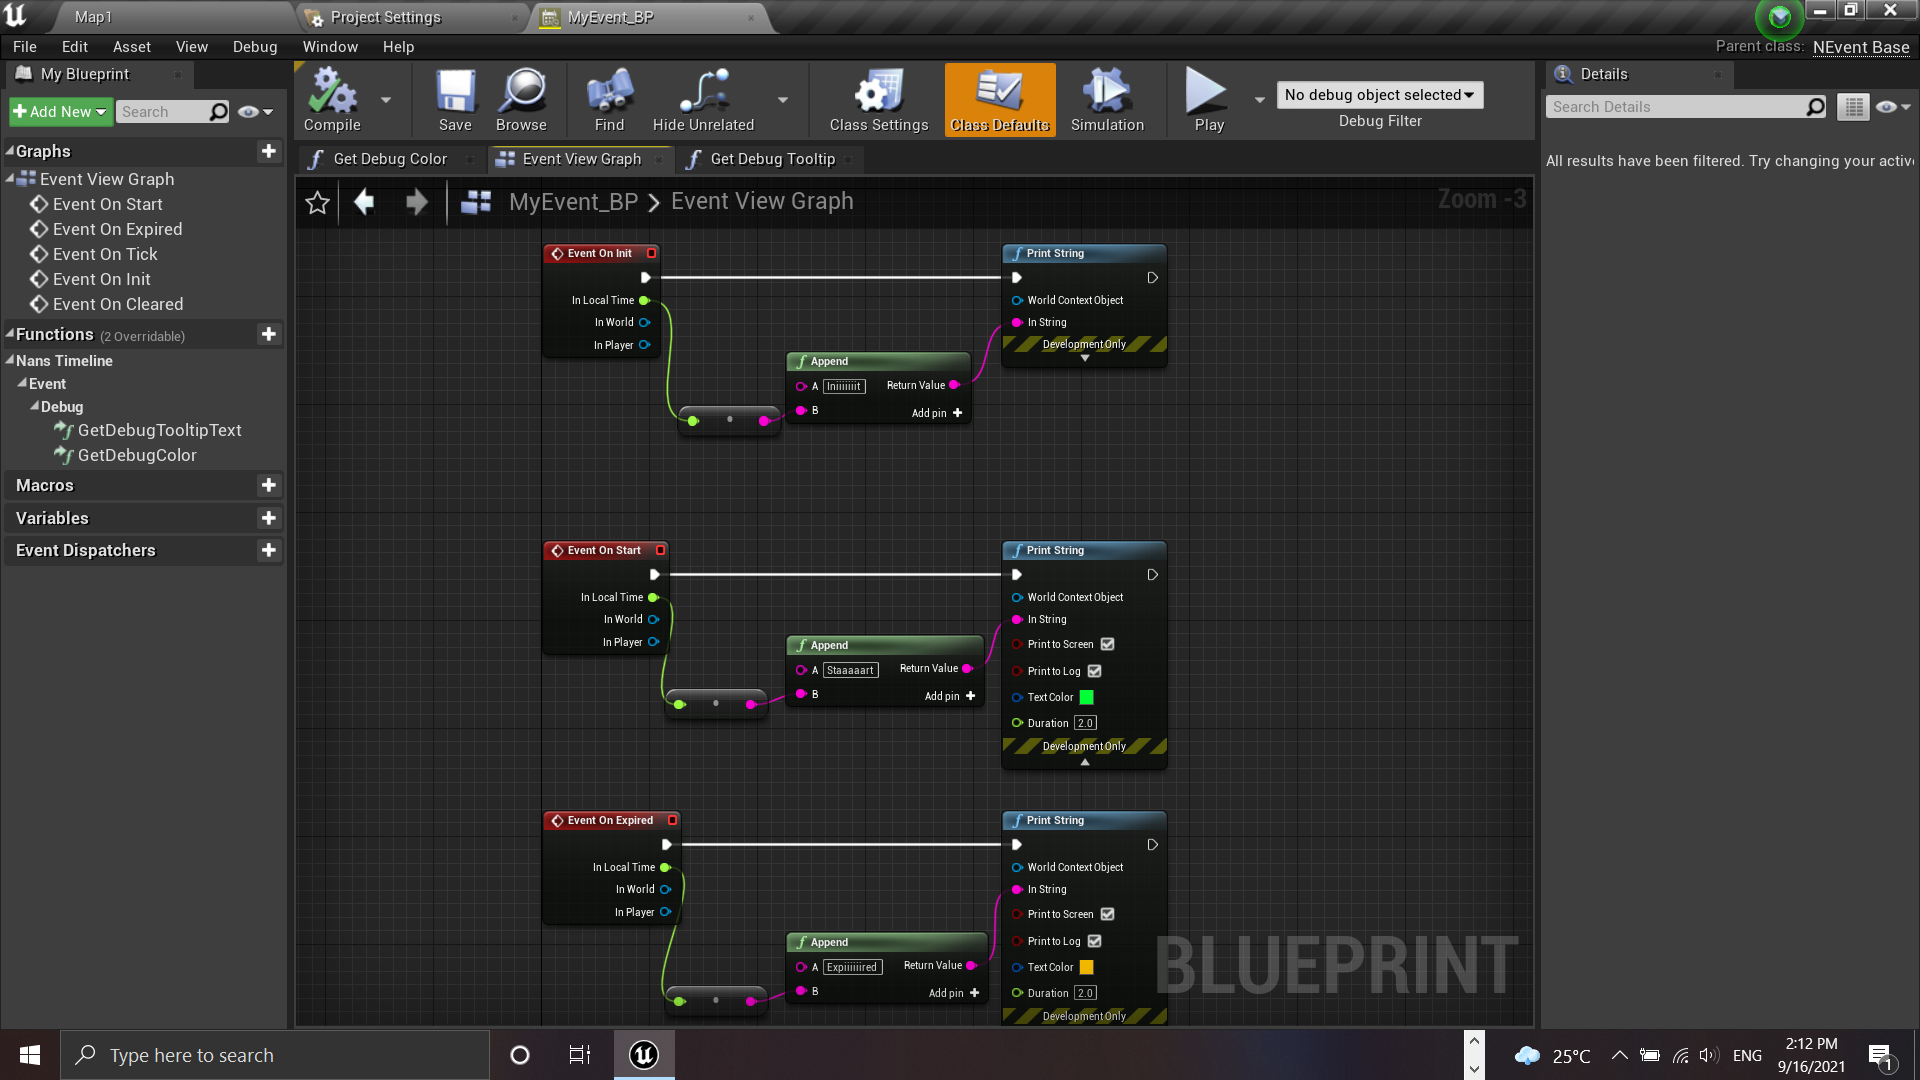 Map1
Project Settings
MyEvent_BP
File Edit Asset View Debug Window Help
Parent class: NEvent Base
My Blueprint
Add New
Search
Graphs
Event View Graph
Event On Start
Event On Expired
Event On Tick
Event On Init
Event On Cleared
Functions (2 Overridable)
Nans Timeline
Event
Debug
GetDebugTooltipText
GetDebugColor
Macros
Variables
Event Dispatchers
Compile
Save
Browse
Find
Hide Unrelated
Class Settings
Class Defaults
Simulation
Play
No debug object selected
Debug Filter
Get Debug Color
Event View Graph
Get Debug Tooltip
MyEvent_BP > Event View Graph
Zoom -3
Event On Init
In Local Time
In World
In Player
Append
A Iniiiiiiit Return Value
B Add pin
Print String
World Context Object
In String
Development Only
Event On Start
In Local Time
In World
In Player
Append
A Staaaaart Return Value
B Add pin
Print String
World Context Object
In String
Print to Screen
Print to Log
Text Color
Duration 2.0
Development Only
Event On Expired
In Local Time
In World
In Player
Append
A Expiiiiiired Return Value
B Add pin
Print String
World Context Object
In String
Print to Screen
Print to Log
Text Color
Duration 2.0
Development Only
BLUEPRINT
Details
Search Details
All results have been filtered. Try changing your activ
Type here to search
25°C
ENG
2:12 PM
9/16/2021
1